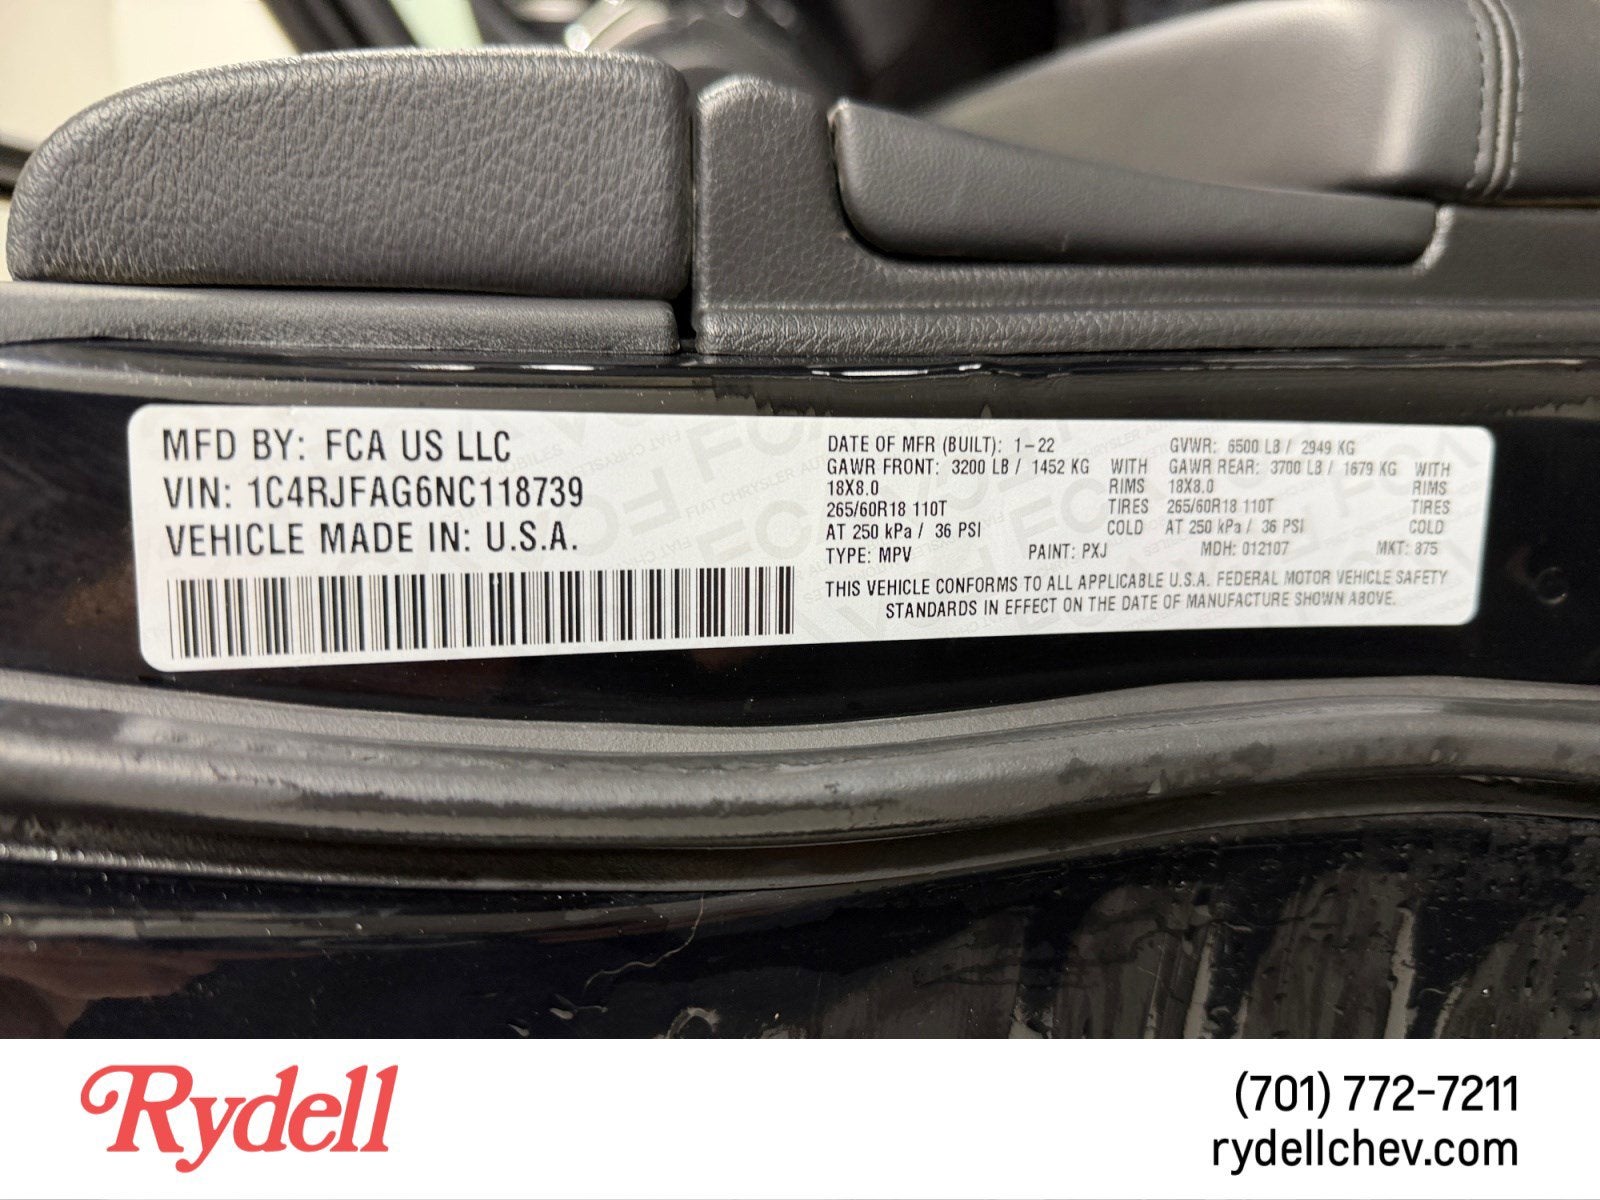 MFD BY: FCA US LLC
VIN: 1C4RJFAG6NC118739
VEHICLE MADE IN: U.S.A.
DATE OF MFR (BUILT): 1-22 GVWR: 6500 LB / 2949 KG
GAWR FRONT: 3200 LB / 1452 KG WITH GAWR REAR: 3700 LB / 1679 KG WITH
18X8.0 RIMS 18X8.0 RIMS
265/60R18 110T TIRES 265/60R18 110T TIRES
AT 250 kPa / 36 PSI COLD AT 250 kPa / 36 PSI COLD
TYPE: MPV PAINT: PXJ MDH: 012107 MKT: 875
THIS VEHICLE CONFORMS TO ALL APPLICABLE U.S.A. FEDERAL MOTOR VEHICLE SAFETY
STANDARDS IN EFFECT ON THE DATE OF MANUFACTURE SHOWN ABOVE.
Rydell
(701) 772-7211
rydellchev.com